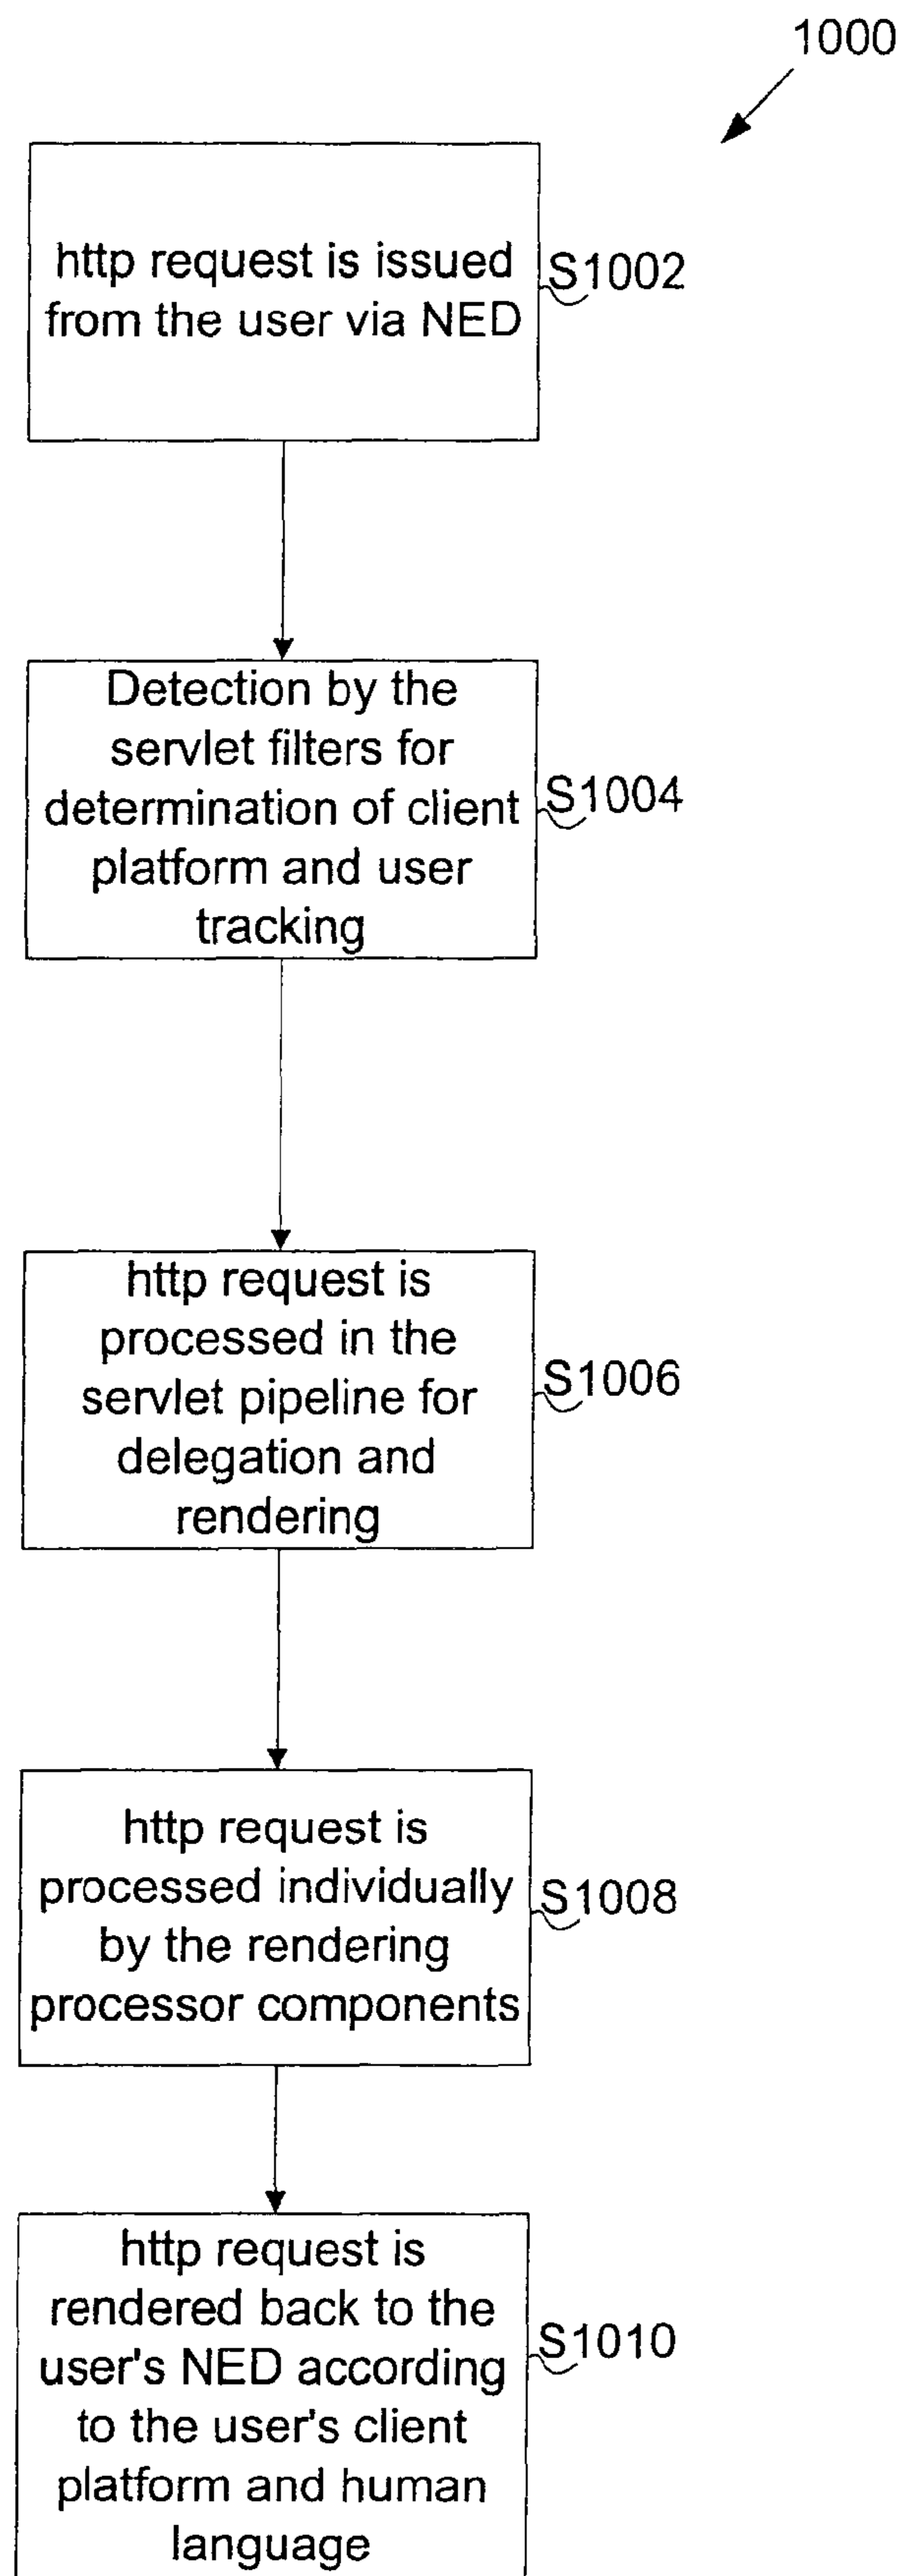 1000
http request is issued
from the user via NED
S1002
Detection by the
servlet filters for
determination of client
platform and user
tracking
S1004
http request is
processed in the
servlet pipeline for
delegation and
rendering
S1006
http request is
processed individually
by the rendering
processor components
S1008
http request is
rendered back to the
user's NED according
to the user's client
platform and human
language
S1010